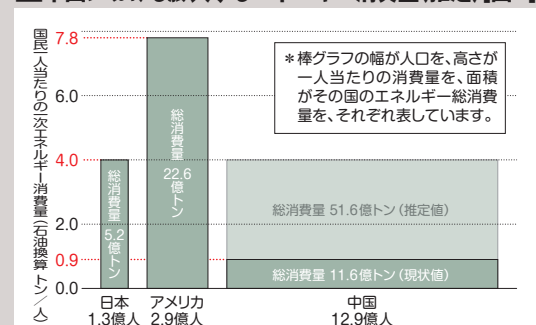 国民一人当たりの一次エネルギー消費量(石油換算 トン/人)
7.8
6.0
4.0
2.0
0.9
0.0
*棒グラフの幅が人口を、高さが
一人当たりの消費量を、面積
がその国のエネルギー総消費
量を、それぞれ表しています。
総消費量
5.2
億トン
総消費量
22.6
億トン
総消費量 51.6億トン(推定値)
総消費量 11.6億トン(現状値)
日本
1.3億人
アメリカ
2.9億人
中国
12.9億人